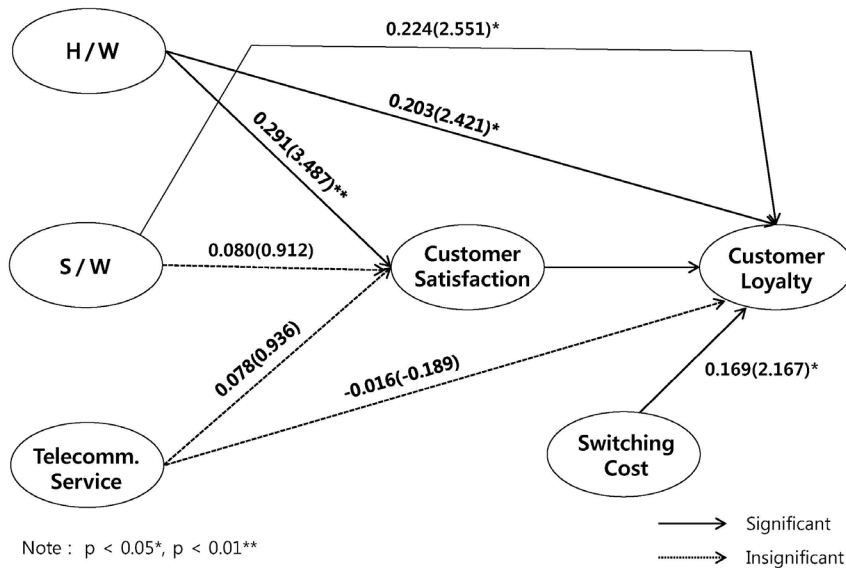 H / W
0.224(2.551)*
0.203(2.421)*
0.291(3.487)**
S / W
0.080(0.912)
Customer
Satisfaction
Customer
Loyalty
0.078(0.936)
-0.016(-0.189)
0.169(2.167)*
Telecomm.
Service
Switching
Cost
Significant
Note : p < 0.05*, p < 0.01**
Insignificant